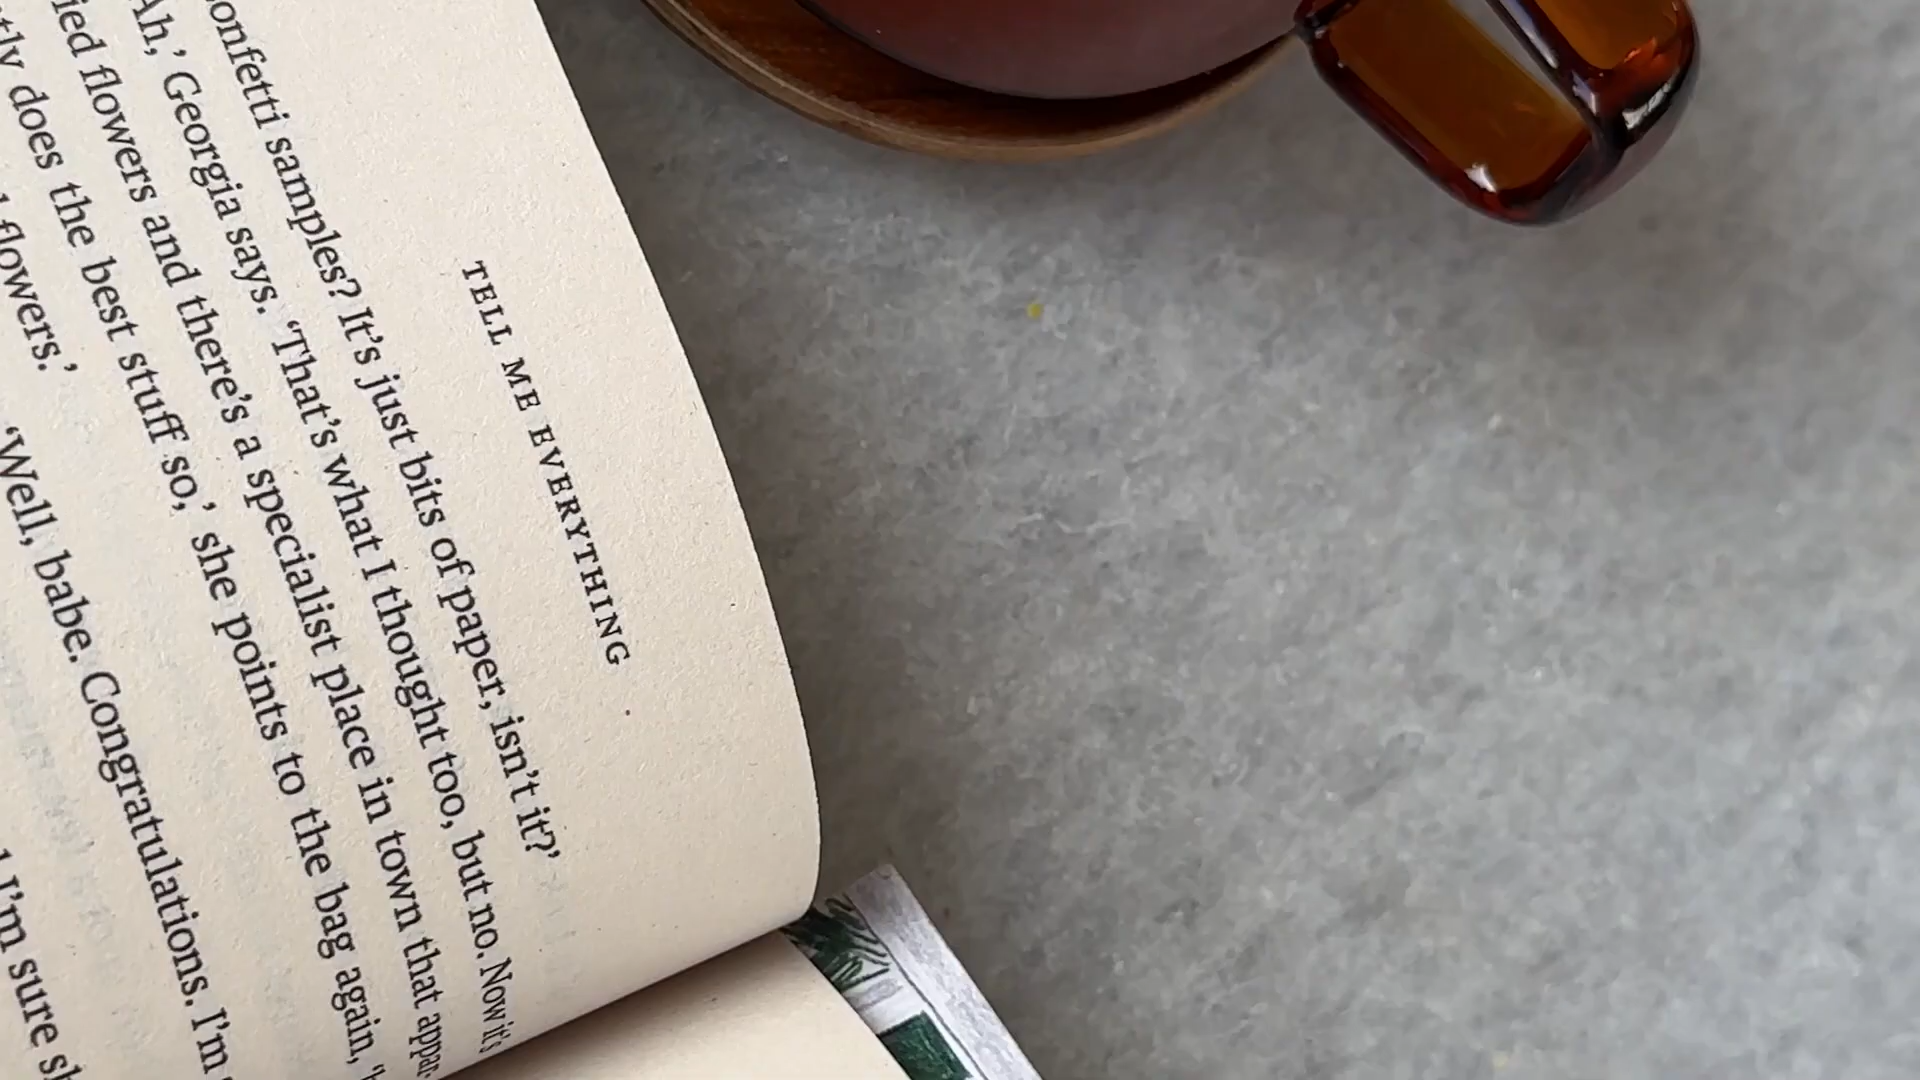 TELL ME EVERYTHING
confetti samples? It's just bits of paper, isn't it?'
Ah,' Georgia says. 'That's what I thought too, but no. Now it's
flowers and there's a specialist place in town that appar-
does the best stuff so,' she points to the bag again,
flowers.'
'Well, babe. Congratulations. I'm
I'm sure